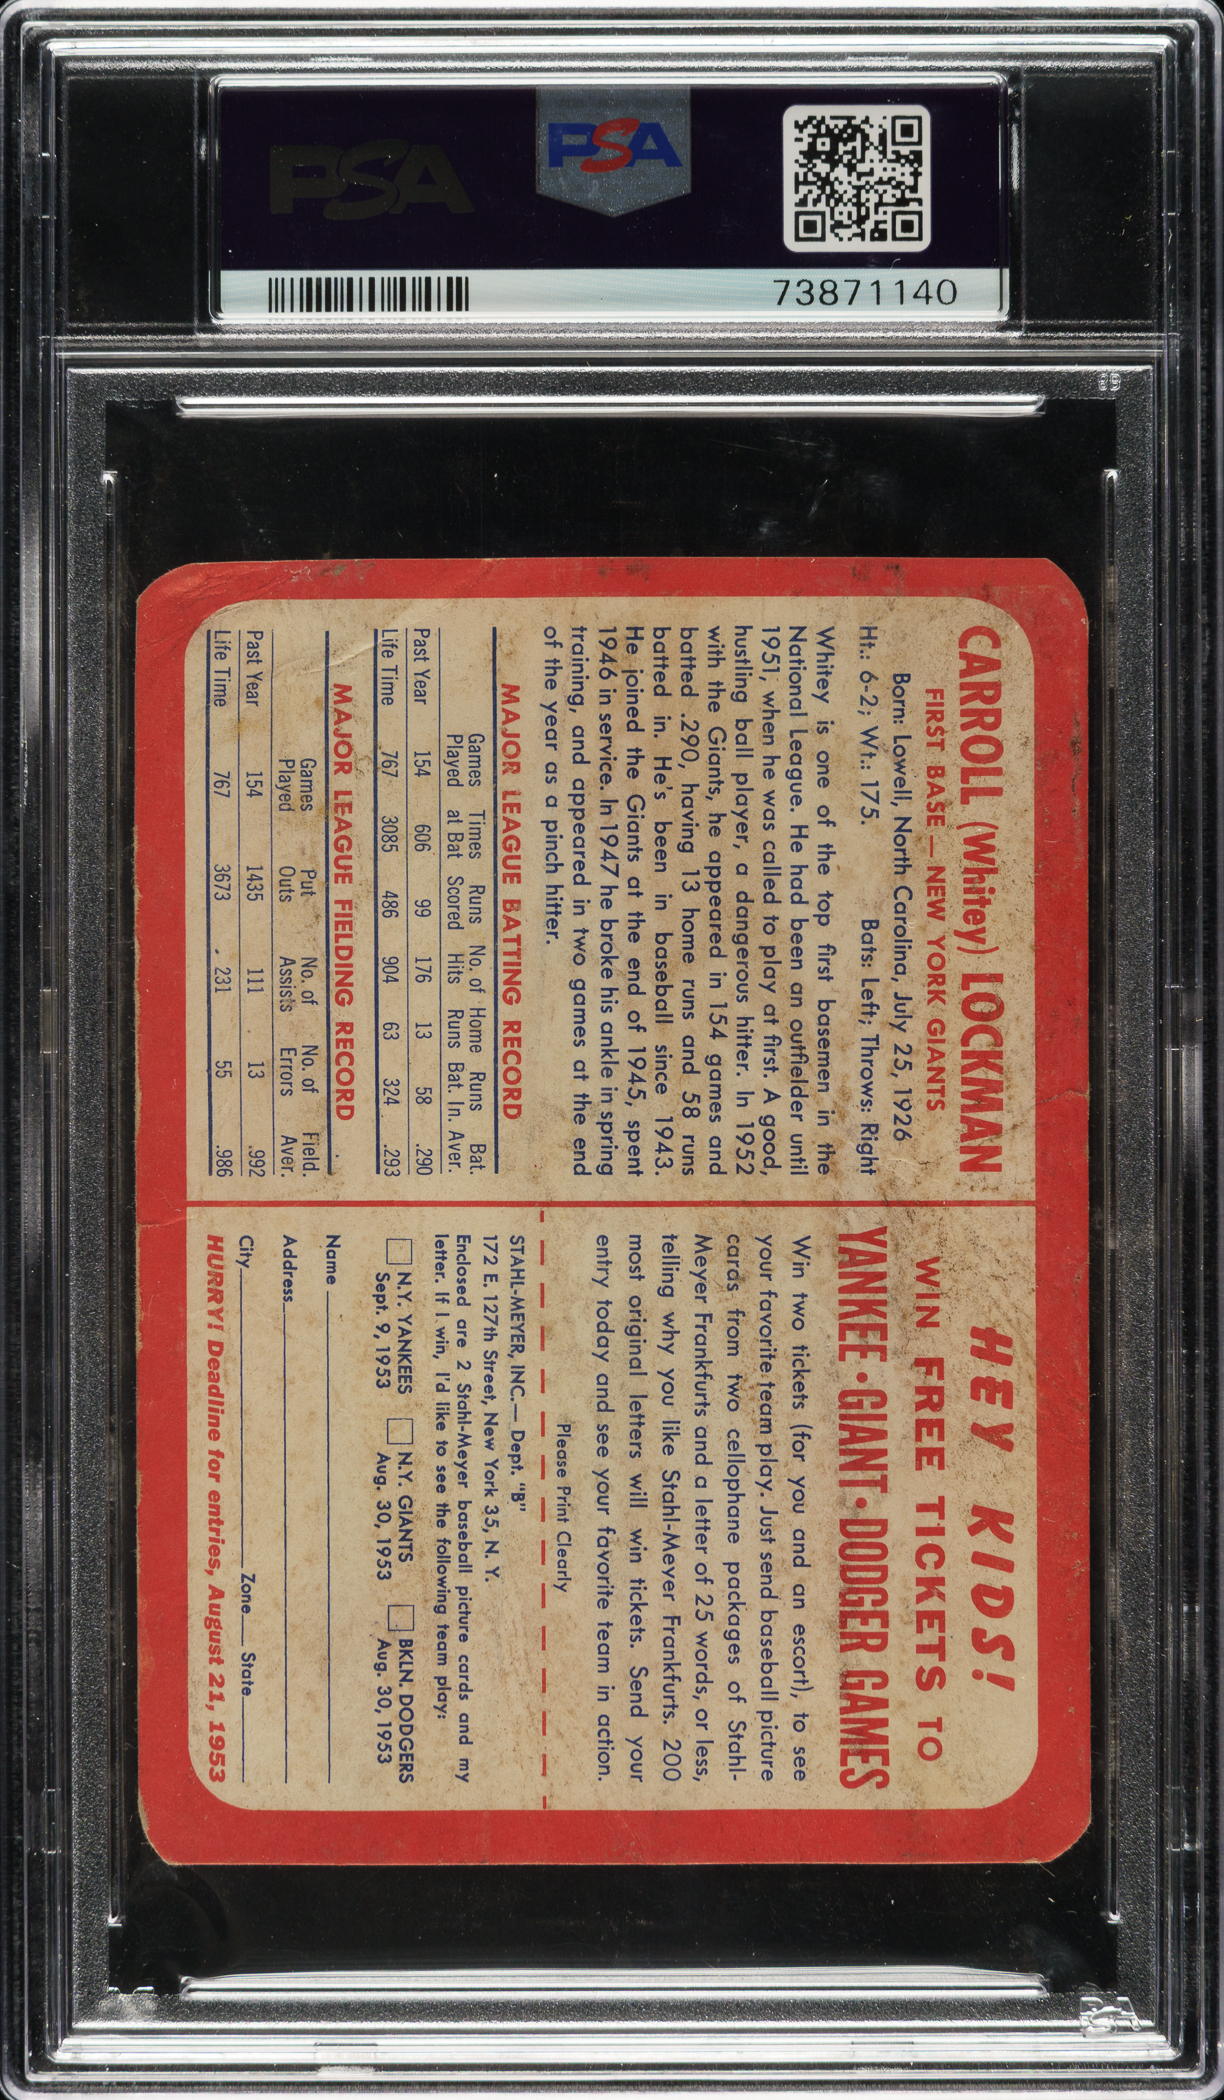 PSA
PSA
73871140
CARROLL (Whitey) LOCKMAN
FIRST BASE — NEW YORK GIANTS
Born: Lowell, North Carolina, July 25, 1926
Ht.: 6-2; Wt.: 175. Bats: Left; Throws: Right
Whitey is one of the top first basemen in the
National League. He had been an outfielder until
1951, when he was called to play at first. A good,
hustling ball player, a dangerous hitter. In 1952
with the Giants, he appeared in 154 games and
batted .290, having 13 home runs and 58 runs
batted in. He's been in baseball since 1943.
He joined the Giants at the end of 1945, spent
1946 in service. In 1947 he broke his ankle in spring
training, and appeared in two games at the end
of the year as a pinch hitter.
MAJOR LEAGUE BATTING RECORD
Games Times Runs No. of Home Runs Bat.
Played at Bat Scored Hits Runs Bat. In. Aver.
Past Year 154 606 99 176 13 58 .290
Life Time 767 3085 486 904 63 324 .293
MAJOR LEAGUE FIELDING RECORD
Games Put No. of No. of Field.
Played Outs Assists Errors Aver.
Past Year 154 1435 111 13 .992
Life Time 767 3673 231 55 .986
HEY KIDS!
WIN FREE TICKETS TO
YANKEE • GIANT • DODGER GAMES
Win two tickets (for you and an escort), to see
your favorite team play. Just send baseball picture
cards from two cellophane packages of Stahl-
Meyer Frankfurts and a letter of 25 words, or less,
telling why you like Stahl-Meyer Frankfurts. 200
most original letters will win tickets. Send your
entry today and see your favorite team in action.
Please Print Clearly
STAHL-MEYER, INC.— Dept. "B"
172 E. 127th Street, New York 35, N. Y.
Enclosed are 2 Stahl-Meyer baseball picture cards and my
letter. If I win, I'd like to see the following team play:
N.Y. YANKEES N.Y. GIANTS BKLN. DODGERS
Sept. 9, 1953 Aug. 30, 1953 Aug. 30, 1953
Name
Address
City Zone State
HURRY! Deadline for entries, August 21, 1953